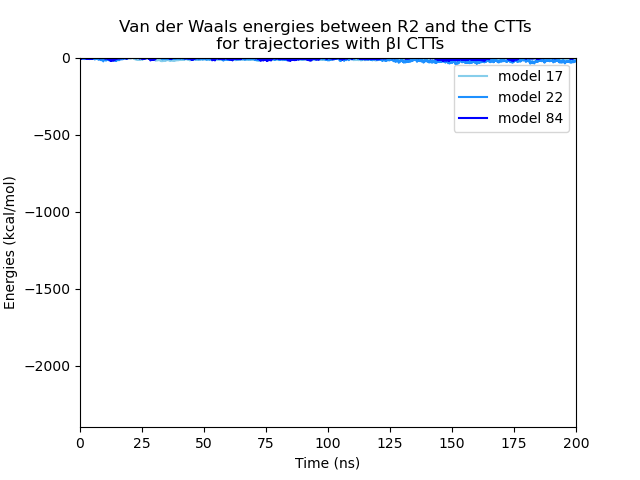 Van der Waals energies between R2 and the CTTs
for trajectories with βI CTTs
0
−500
−1000
−1500
−2000
Energies (kcal/mol)
model 17
model 22
model 84
0 25 50 75 100 125 150 175 200
Time (ns)